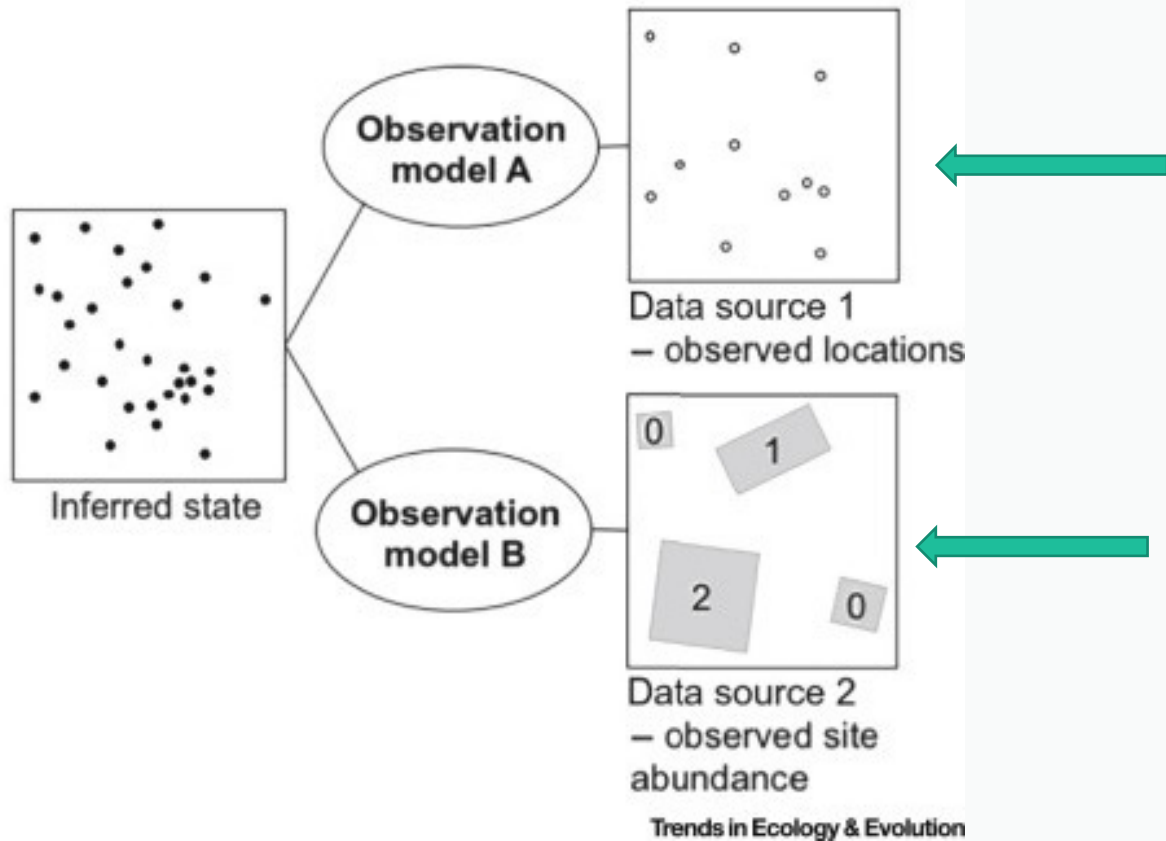 Observation
model A
Data source 1
– observed locations
Inferred state
Observation
model B
0
1
2
0
Data source 2
– observed site
abundance
Trends in Ecology & Evolution